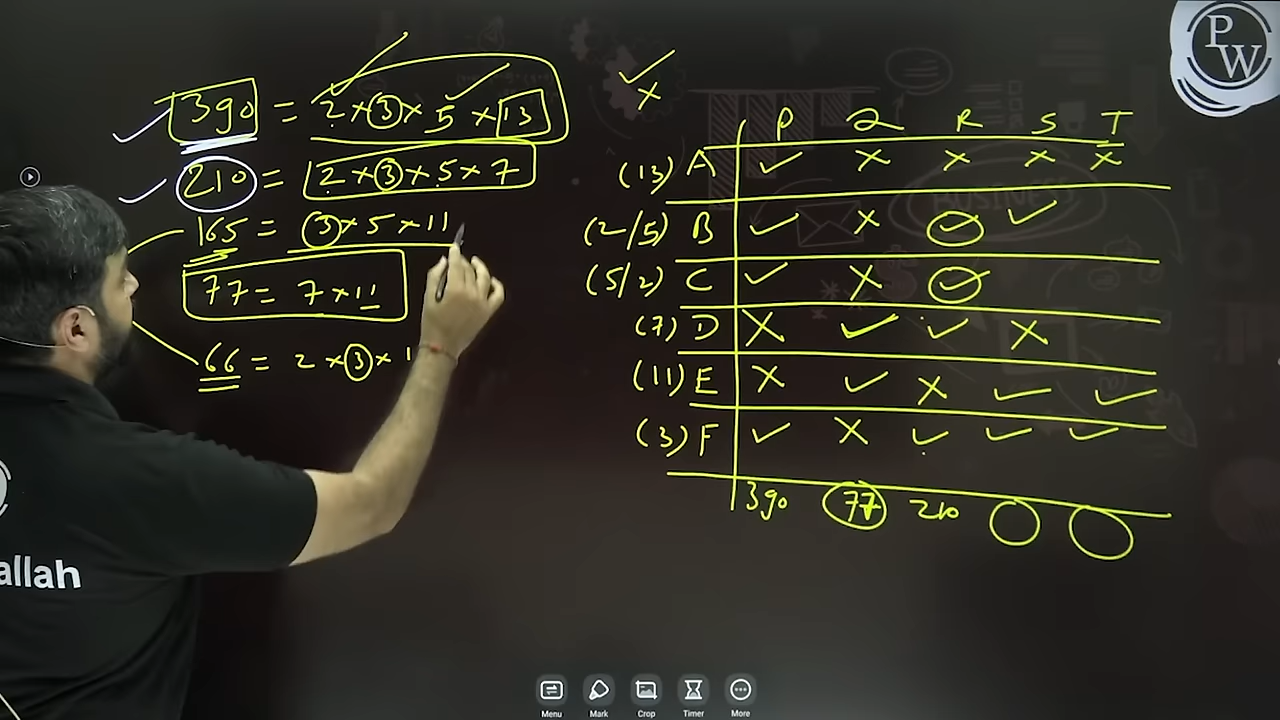 390 = 2 × 3 × 5 × 13
210 = 2 × 3 × 5 × 7
165 = 3 × 5 × 11
77 = 7 × 11
66 = 2 × 3 × 1
✓
×
P Q R S T
(13) A ✓ × × × ×
(2/5) B ✓ × ✓ ✓
(5/2) C ✓ × ✓
(7) D × ✓ ✓ ×
(11) E × ✓ × ✓ ✓
(3) F ✓ × ✓ ✓ ✓
390 77 210
PW
BUSINESS
allah
Menu Mark Crop Timer More